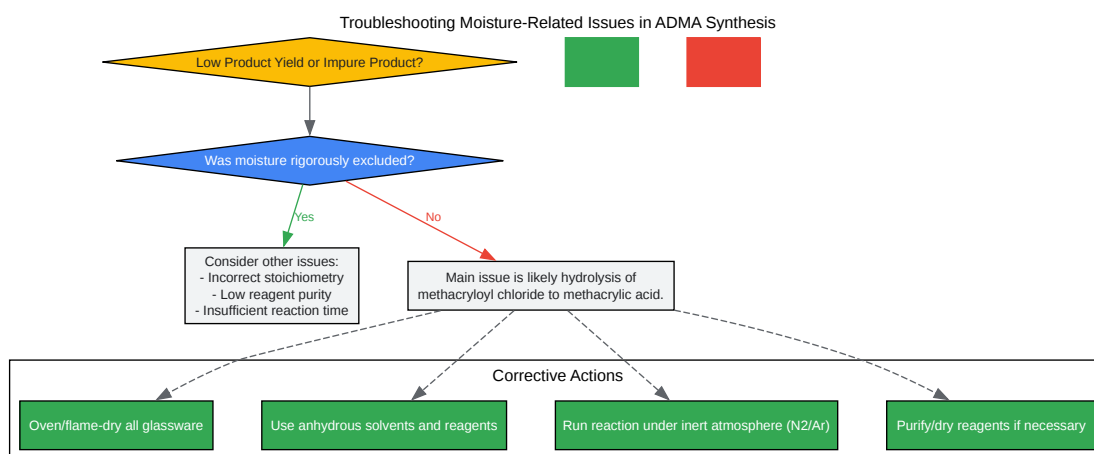 Troubleshooting Moisture-Related Issues in ADMA Synthesis
Low Product Yield or Impure Product?
Was moisture rigorously excluded?
Yes
No
Consider other issues:
- Incorrect stoichiometry
- Low reagent purity
- Insufficient reaction time
Main issue is likely hydrolysis of
methacryloyl chloride to methacrylic acid.
Corrective Actions
Oven/flame-dry all glassware
Use anhydrous solvents and reagents
Run reaction under inert atmosphere (N2/Ar)
Purify/dry reagents if necessary